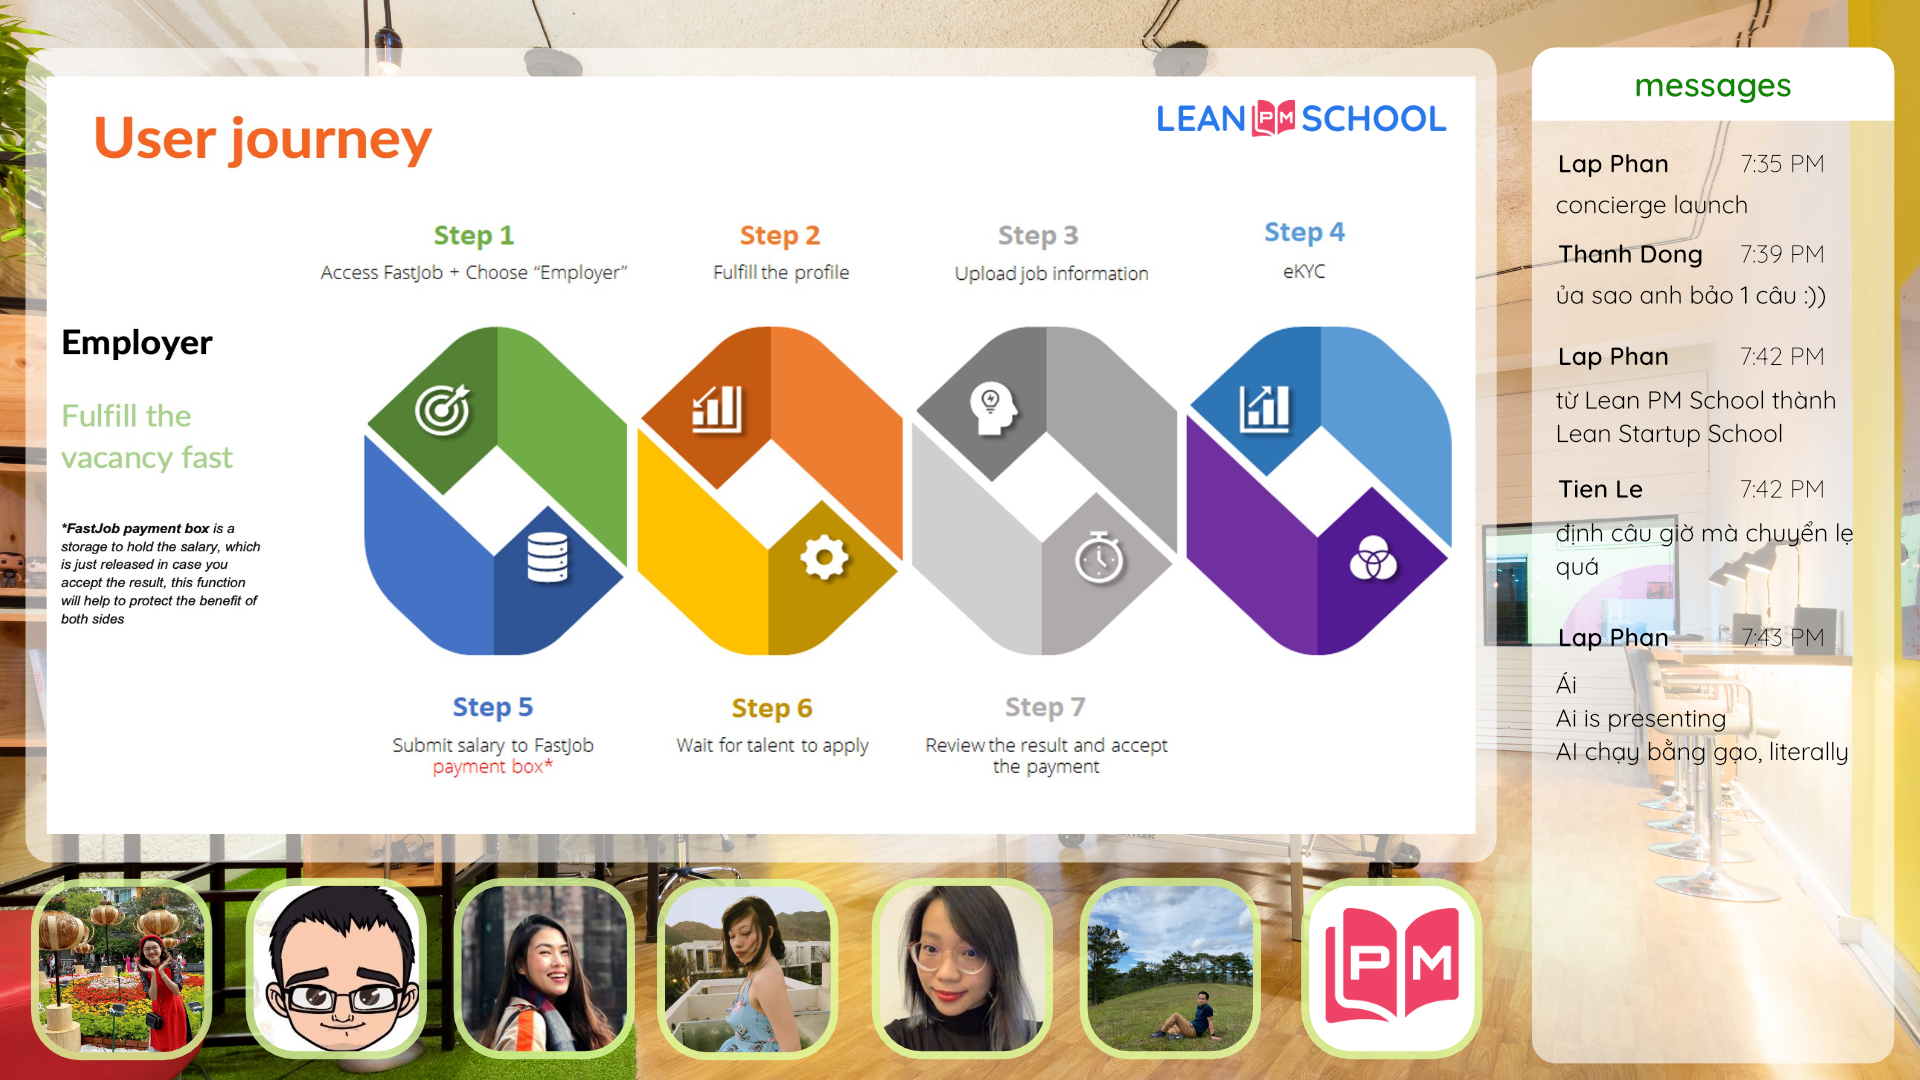 User journey
LEAN PM SCHOOL
Step 1
Access FastJob + Choose “Employer”
Step 2
Fulfill the profile
Step 3
Upload job information
Step 4
eKYC
Employer
Fulfill the
vacancy fast
*FastJob payment box is a
storage to hold the salary, which
is just released in case you
accept the result, this function
will help to protect the benefit of
both sides
Step 5
Submit salary to FastJob
payment box*
Step 6
Wait for talent to apply
Step 7
Review the result and accept
the payment
messages
Lap Phan 7:35 PM
concierge launch
Thanh Dong 7:39 PM
ủa sao anh bảo 1 câu :))
Lap Phan 7:42 PM
từ Lean PM School thành
Lean Startup School
Tien Le 7:42 PM
định câu giờ mà chuyển lẹ
quá
Lap Phan 7:43 PM
Ái
Ai is presenting
AI chạy bằng gạo, literally
PM